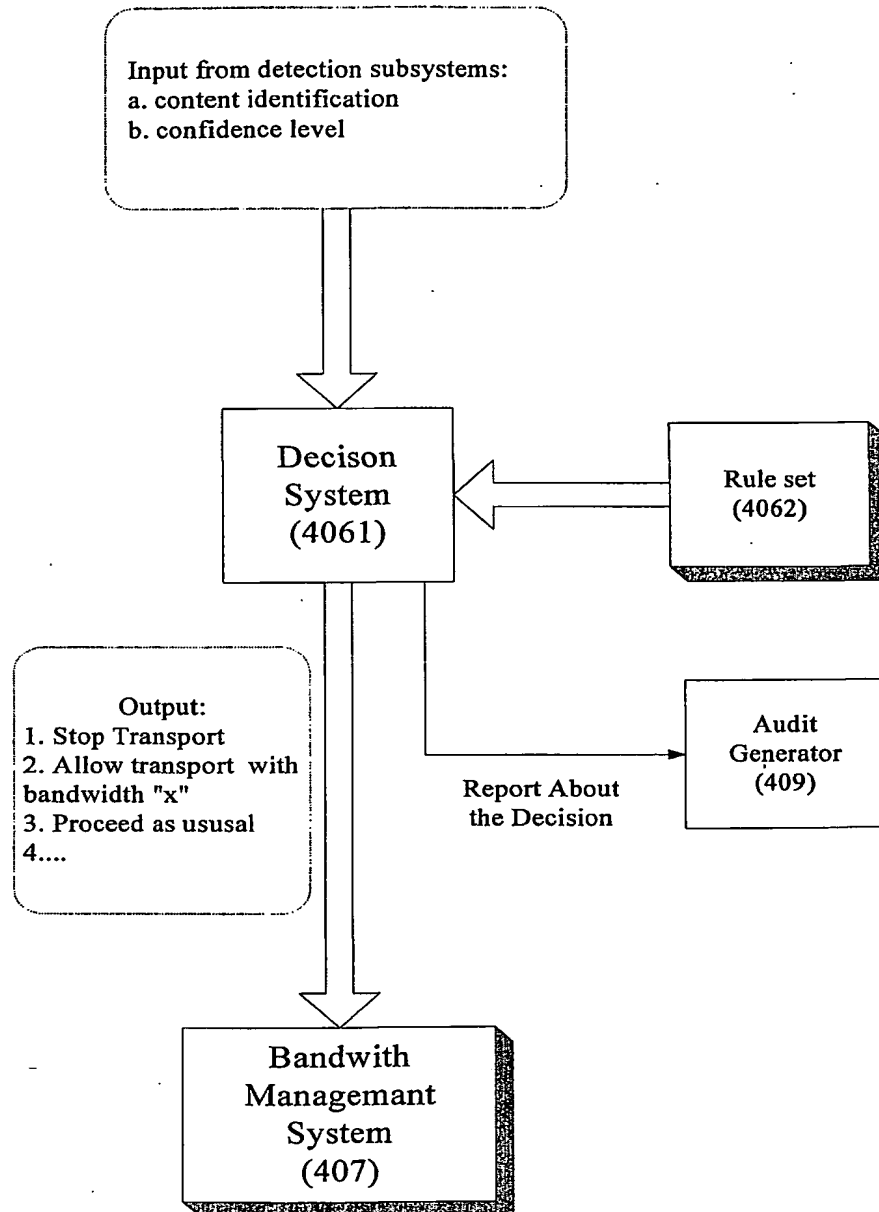 Input from detection subsystems:
a. content identification
b. confidence level
Decison
System
(4061)
Rule set
(4062)
Output:
1. Stop Transport
2. Allow transport with
bandwidth "x"
3. Proceed as ususal
4....
Audit
Generator
(409)
Report About
the Decision
Bandwith
Managemant
System
(407)